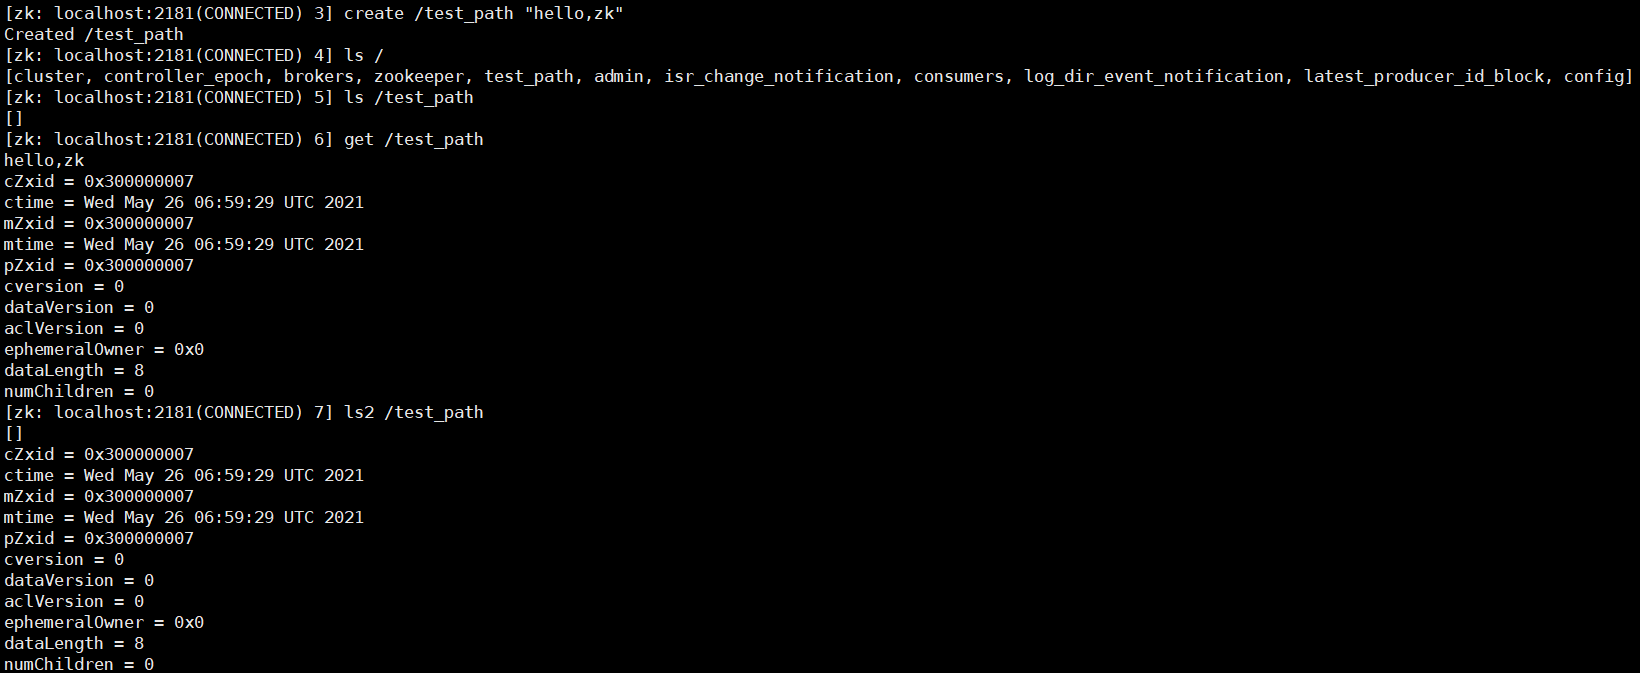 [zk: localhost:2181(CONNECTED) 3] create /test_path "hello,zk"
Created /test_path
[zk: localhost:2181(CONNECTED) 4] ls /
[cluster, controller_epoch, brokers, zookeeper, test_path, admin, isr_change_notification, consumers, log_dir_event_notification, latest_producer_id_block, config]
[zk: localhost:2181(CONNECTED) 5] ls /test_path
[]
[zk: localhost:2181(CONNECTED) 6] get /test_path
hello,zk
cZxid = 0x300000007
ctime = Wed May 26 06:59:29 UTC 2021
mZxid = 0x300000007
mtime = Wed May 26 06:59:29 UTC 2021
pZxid = 0x300000007
cversion = 0
dataVersion = 0
aclVersion = 0
ephemeralOwner = 0x0
dataLength = 8
numChildren = 0
[zk: localhost:2181(CONNECTED) 7] ls2 /test_path
[]
cZxid = 0x300000007
ctime = Wed May 26 06:59:29 UTC 2021
mZxid = 0x300000007
mtime = Wed May 26 06:59:29 UTC 2021
pZxid = 0x300000007
cversion = 0
dataVersion = 0
aclVersion = 0
ephemeralOwner = 0x0
dataLength = 8
numChildren = 0